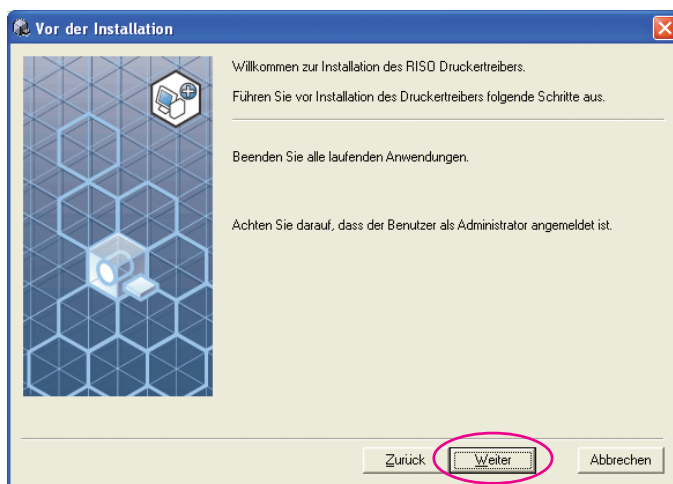 Vor der Installation
Willkommen zur Installation des RISO Druckertreibers.
Führen Sie vor Installation des Druckertreibers folgende Schritte aus.
Beenden Sie alle laufenden Anwendungen.
Achten Sie darauf, dass der Benutzer als Administrator angemeldet ist.
Zurück Weiter Abbrechen